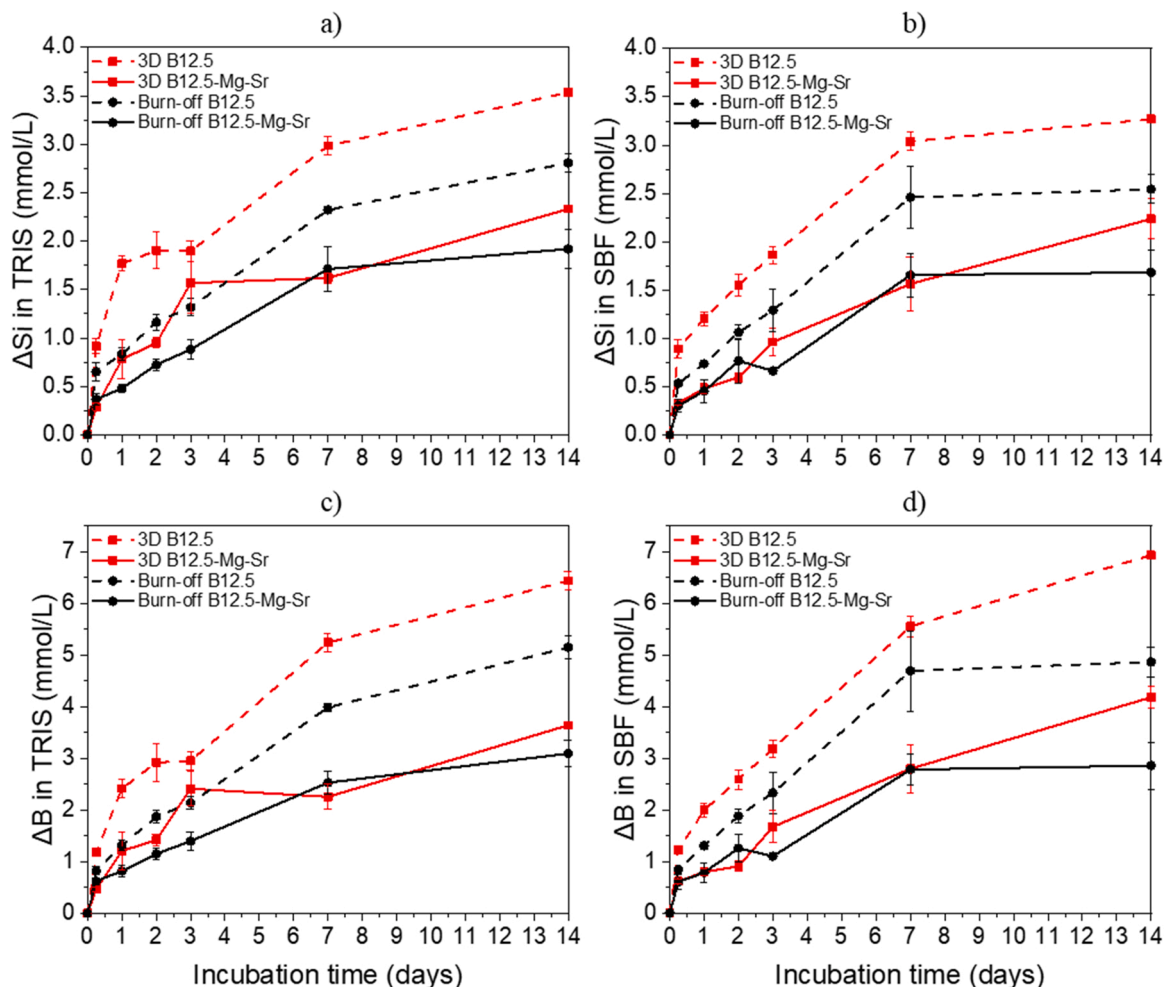 a)
ΔSi in TRIS (mmol/L)
4.0
3.5
3.0
2.5
2.0
1.5
1.0
0.5
0.0
3D B12.5
3D B12.5-Mg-Sr
Burn-off B12.5
Burn-off B12.5-Mg-Sr
0 1 2 3 4 5 6 7 8 9 10 11 12 13 14
b)
ΔSi in SBF (mmol/L)
4.0
3.5
3.0
2.5
2.0
1.5
1.0
0.5
0.0
3D B12.5
3D B12.5-Mg-Sr
Burn-off B12.5
Burn-off B12.5-Mg-Sr
0 1 2 3 4 5 6 7 8 9 10 11 12 13 14
c)
ΔB in TRIS (mmol/L)
7
6
5
4
3
2
1
0
3D B12.5
3D B12.5-Mg-Sr
Burn-off B12.5
Burn-off B12.5-Mg-Sr
0 1 2 3 4 5 6 7 8 9 10 11 12 13 14
Incubation time (days)
d)
ΔB in SBF (mmol/L)
7
6
5
4
3
2
1
0
3D B12.5
3D B12.5-Mg-Sr
Burn-off B12.5
Burn-off B12.5-Mg-Sr
0 1 2 3 4 5 6 7 8 9 10 11 12 13 14
Incubation time (days)